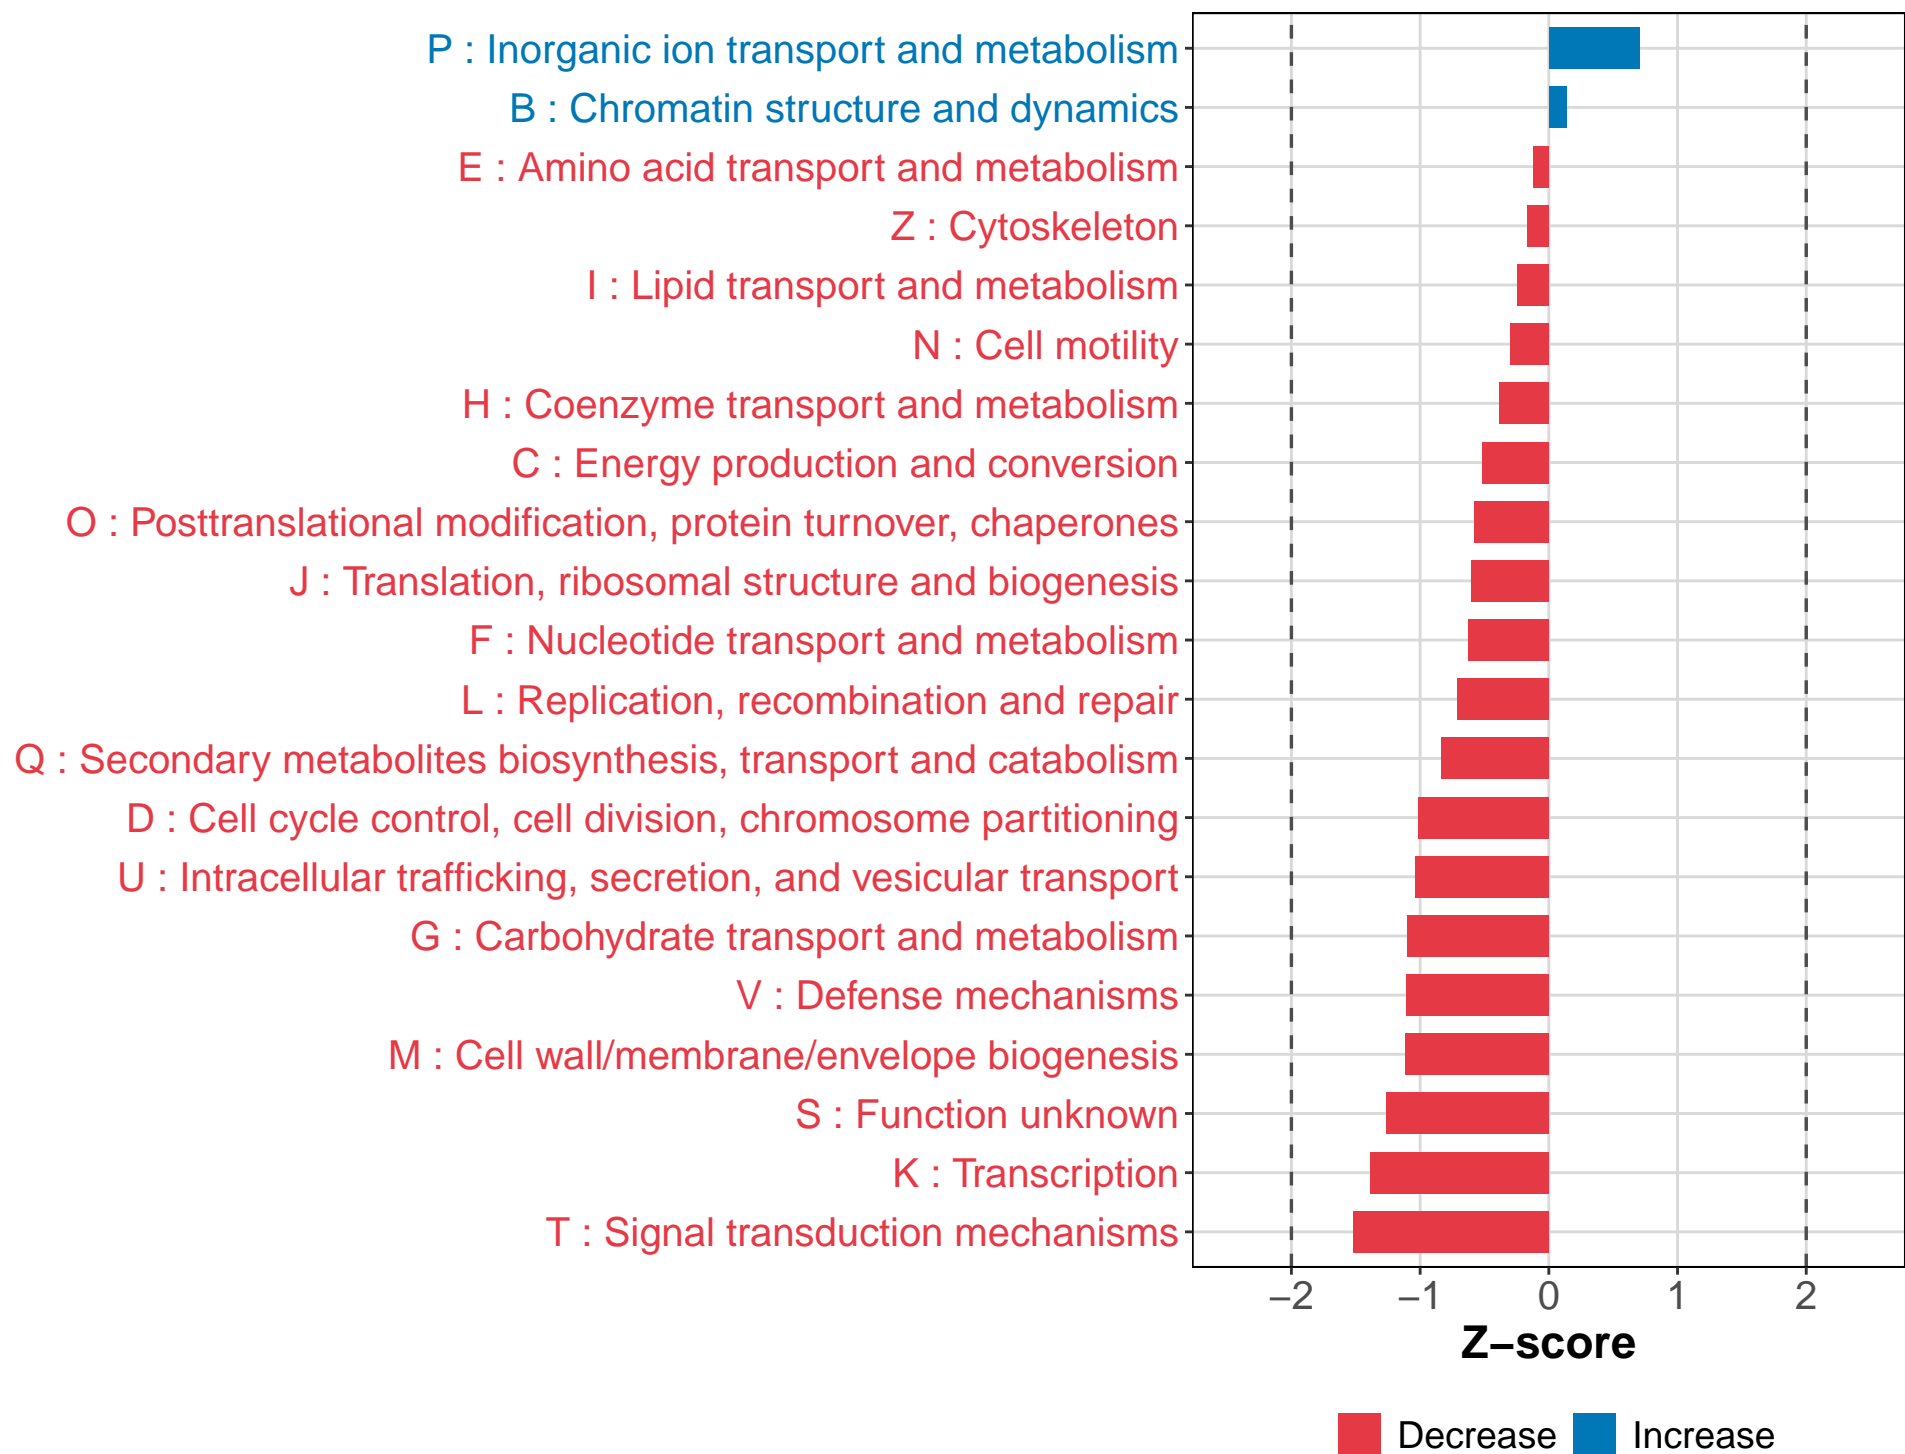 P : Inorganic ion transport and metabolism
B : Chromatin structure and dynamics
E : Amino acid transport and metabolism
Z : Cytoskeleton
I : Lipid transport and metabolism
N : Cell motility
H : Coenzyme transport and metabolism
C : Energy production and conversion
O : Posttranslational modification, protein turnover, chaperones
J : Translation, ribosomal structure and biogenesis
F : Nucleotide transport and metabolism
L : Replication, recombination and repair
Q : Secondary metabolites biosynthesis, transport and catabolism
D : Cell cycle control, cell division, chromosome partitioning
U : Intracellular trafficking, secretion, and vesicular transport
G : Carbohydrate transport and metabolism
V : Defense mechanisms
M : Cell wall/membrane/envelope biogenesis
S : Function unknown
K : Transcription
T : Signal transduction mechanisms
−2 −1 0 1 2
Z−score
Decrease Increase